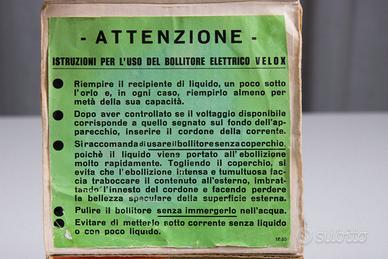 - ATTENZIONE -
ISTRUZIONI PER L'USO DEL BOLLITORE ELETTRICO VELOX
Riempire il recipiente di liquido, un poco sotto
l'orlo e, in ogni caso, riempirlo almeno per
metà della sua capacità.
Dopo aver controllato se il voltaggio disponibile
corrisponde a quello segnato sul fondo dell'ap-
parecchio, inserire il cordone della corrente.
Si raccomanda di usare il bollitore senza coperchio,
poichè il liquido viene portato all'ebollizione
molto rapidamente. Togliendo il coperchio, si
evita che l'ebollizione intensa e tumultuosa fac-
cia traboccare il contenuto all'esterno, imbrat-
tando l'innesto del cordone e facendo perdere
la bellezza speculare della superficie esterna.
Pulire il bollitore senza immergerlo nell'acqua.
Evitare di metterlo sotto corrente senza liquido
o con poco liquido.
subito